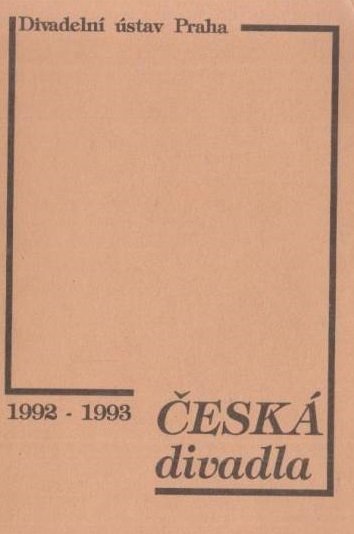 Divadelní ústav Praha
1992 - 1993
ČESKÁ
divadla